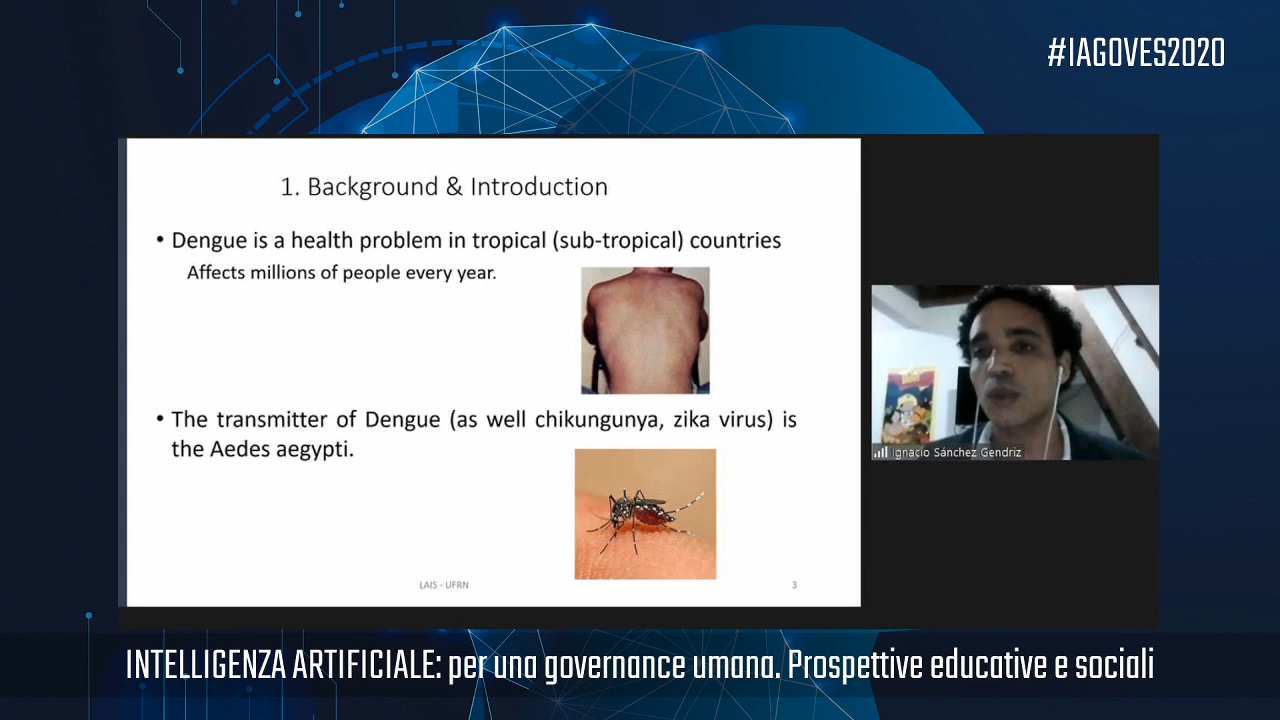 #IAGOVES2020
1. Background & Introduction
• Dengue is a health problem in tropical (sub-tropical) countries
Affects millions of people every year.
• The transmitter of Dengue (as well chikungunya, zika virus) is
the Aedes aegypti.
LAIS - UFRN
3
Ignacio Sánchez Gendriz
INTELLIGENZA ARTIFICIALE: per una governance umana. Prospettive educative e sociali